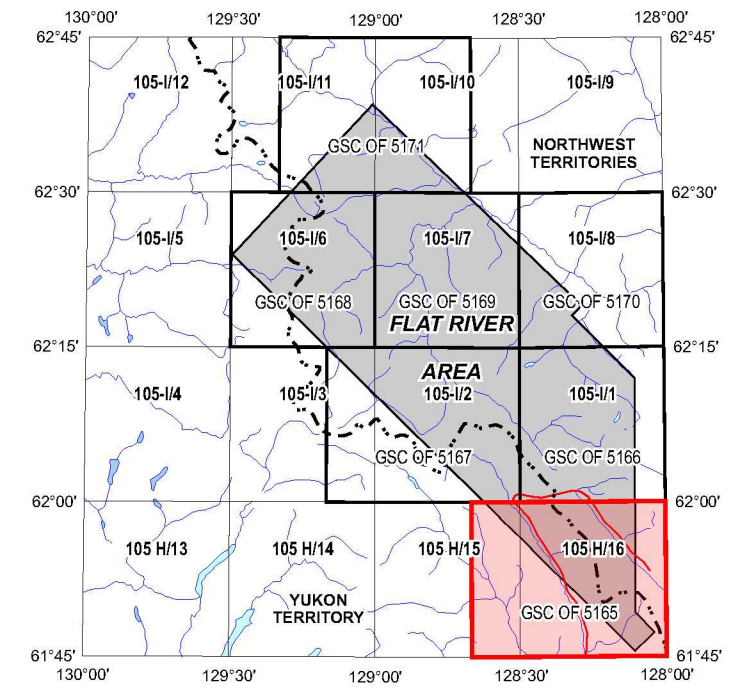 130°00' 129°30' 129°00' 128°30' 128°00'
62°45' 62°45'
105-I/12 105-I/11 105-I/10 105-I/9
GSC OF 5171
NORTHWEST
TERRITORIES
62°30' 62°30'
105-I/5 105-I/6 105-I/7 105-I/8
GSC OF 5168 GSC OF 5169 GSC OF 5170
FLAT RIVER
62°15' 62°15'
AREA
105-I/4 105-I/3 105-I/2 105-I/1
GSC OF 5167 GSC OF 5166
62°00' 62°00'
105 H/13 105 H/14 105 H/15 105 H/16
YUKON
TERRITORY
GSC OF 5165
61°45' 61°45'
130°00' 129°30' 129°00' 128°30' 128°00'